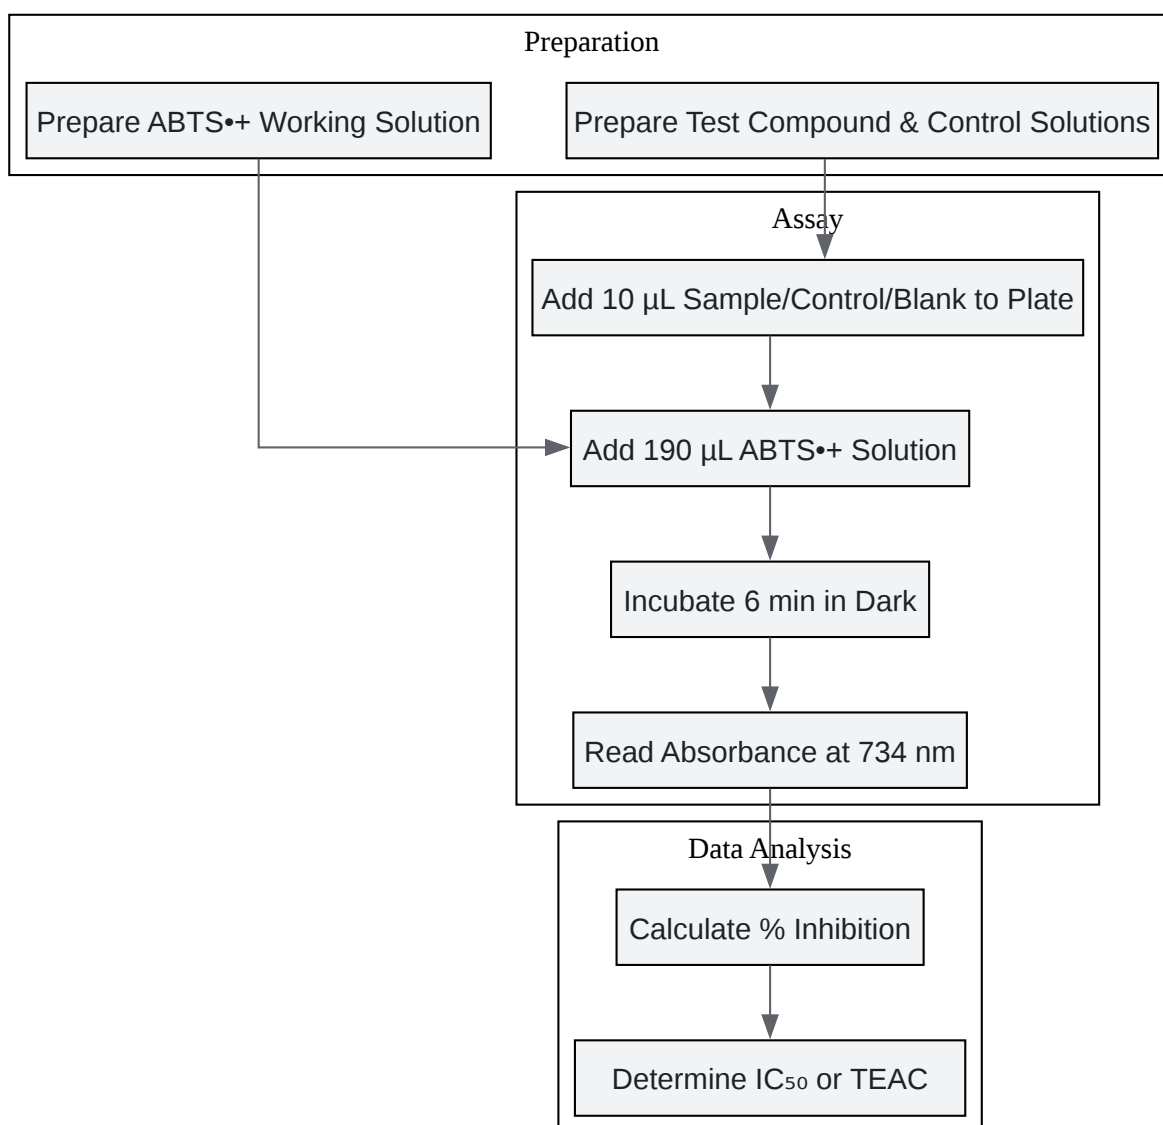 Preparation
Prepare ABTS•+ Working Solution
Prepare Test Compound & Control Solutions
Assay
Add 10 µL Sample/Control/Blank to Plate
Add 190 µL ABTS•+ Solution
Incubate 6 min in Dark
Read Absorbance at 734 nm
Data Analysis
Calculate % Inhibition
Determine IC₅₀ or TEAC